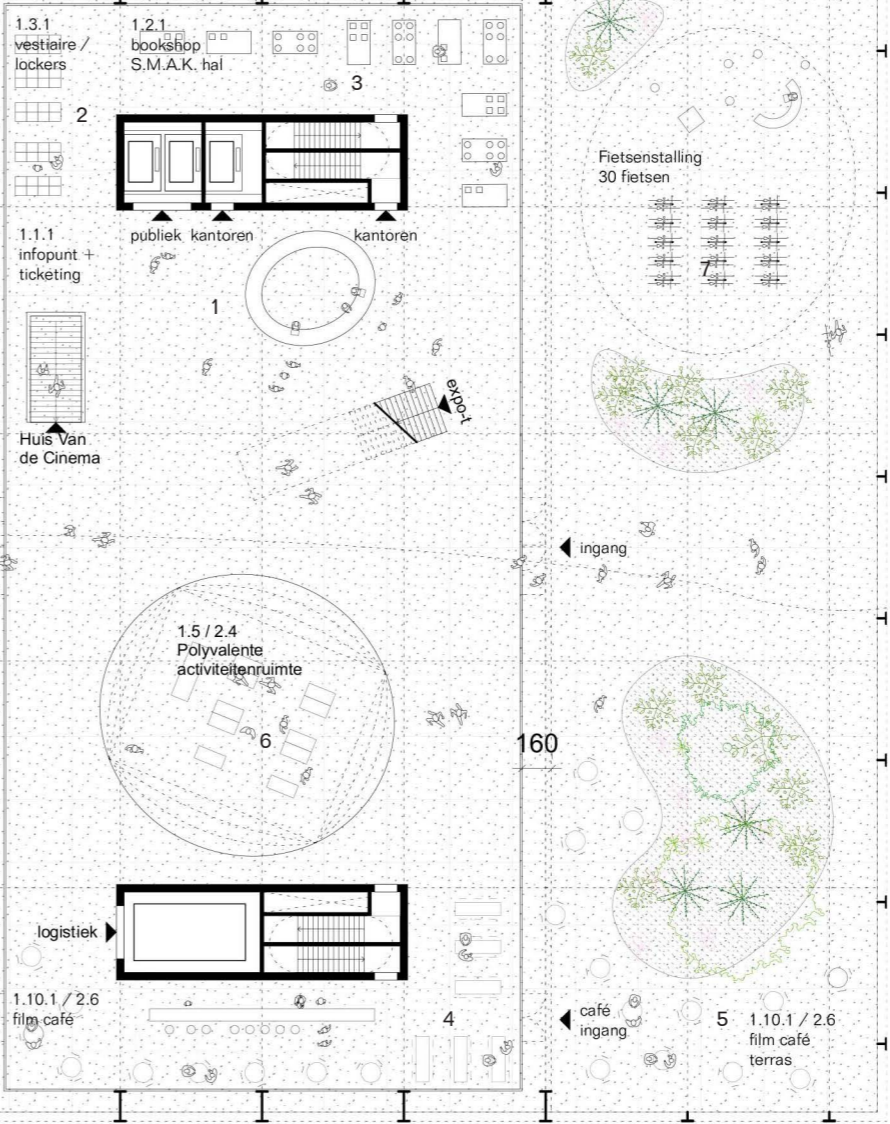 1.3.1
vestiaire /
lockers
1.2.1
bookshop
S.M.A.K. hal
3
2
Fietsenstalling
30 fietsen
7
publiek
kantoren
kantoren
1.1.1
infopunt +
ticketing
1
expo-t
Huis Van
de Cinema
ingang
1.5 / 2.4
Polyvalente
activiteitenruimte
6
160
logistiek
1.10.1 / 2.6
film café
4
café
ingang
5
1.10.1 / 2.6
film café
terras